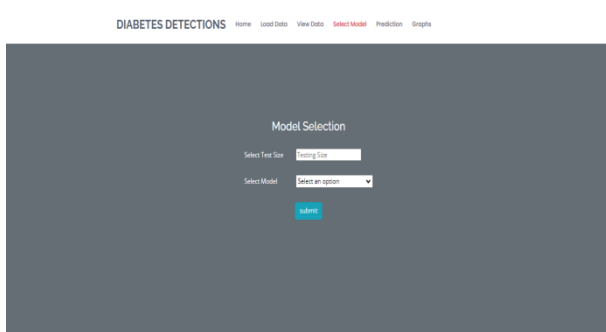 DIABETES DETECTIONS Home Load Data View Data Select Model Prediction Graphs
Model Selection
Select Test Size Testing Size
Select Model Select an option
submit